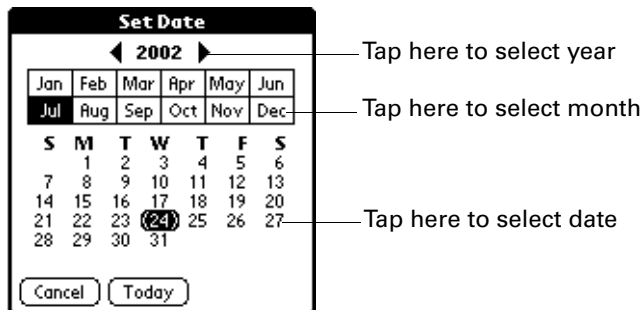 Set Date
2002 Tap here to select year
Jan Feb Mar Apr May Jun
Jul Aug Sep Oct Nov Dec Tap here to select month
S M T W T F S
1 2 3 4 5 6
7 8 9 10 11 12 13
14 15 16 17 18 19 20
21 22 23 (24) 25 26 27 Tap here to select date
28 29 30 31
Cancel Today